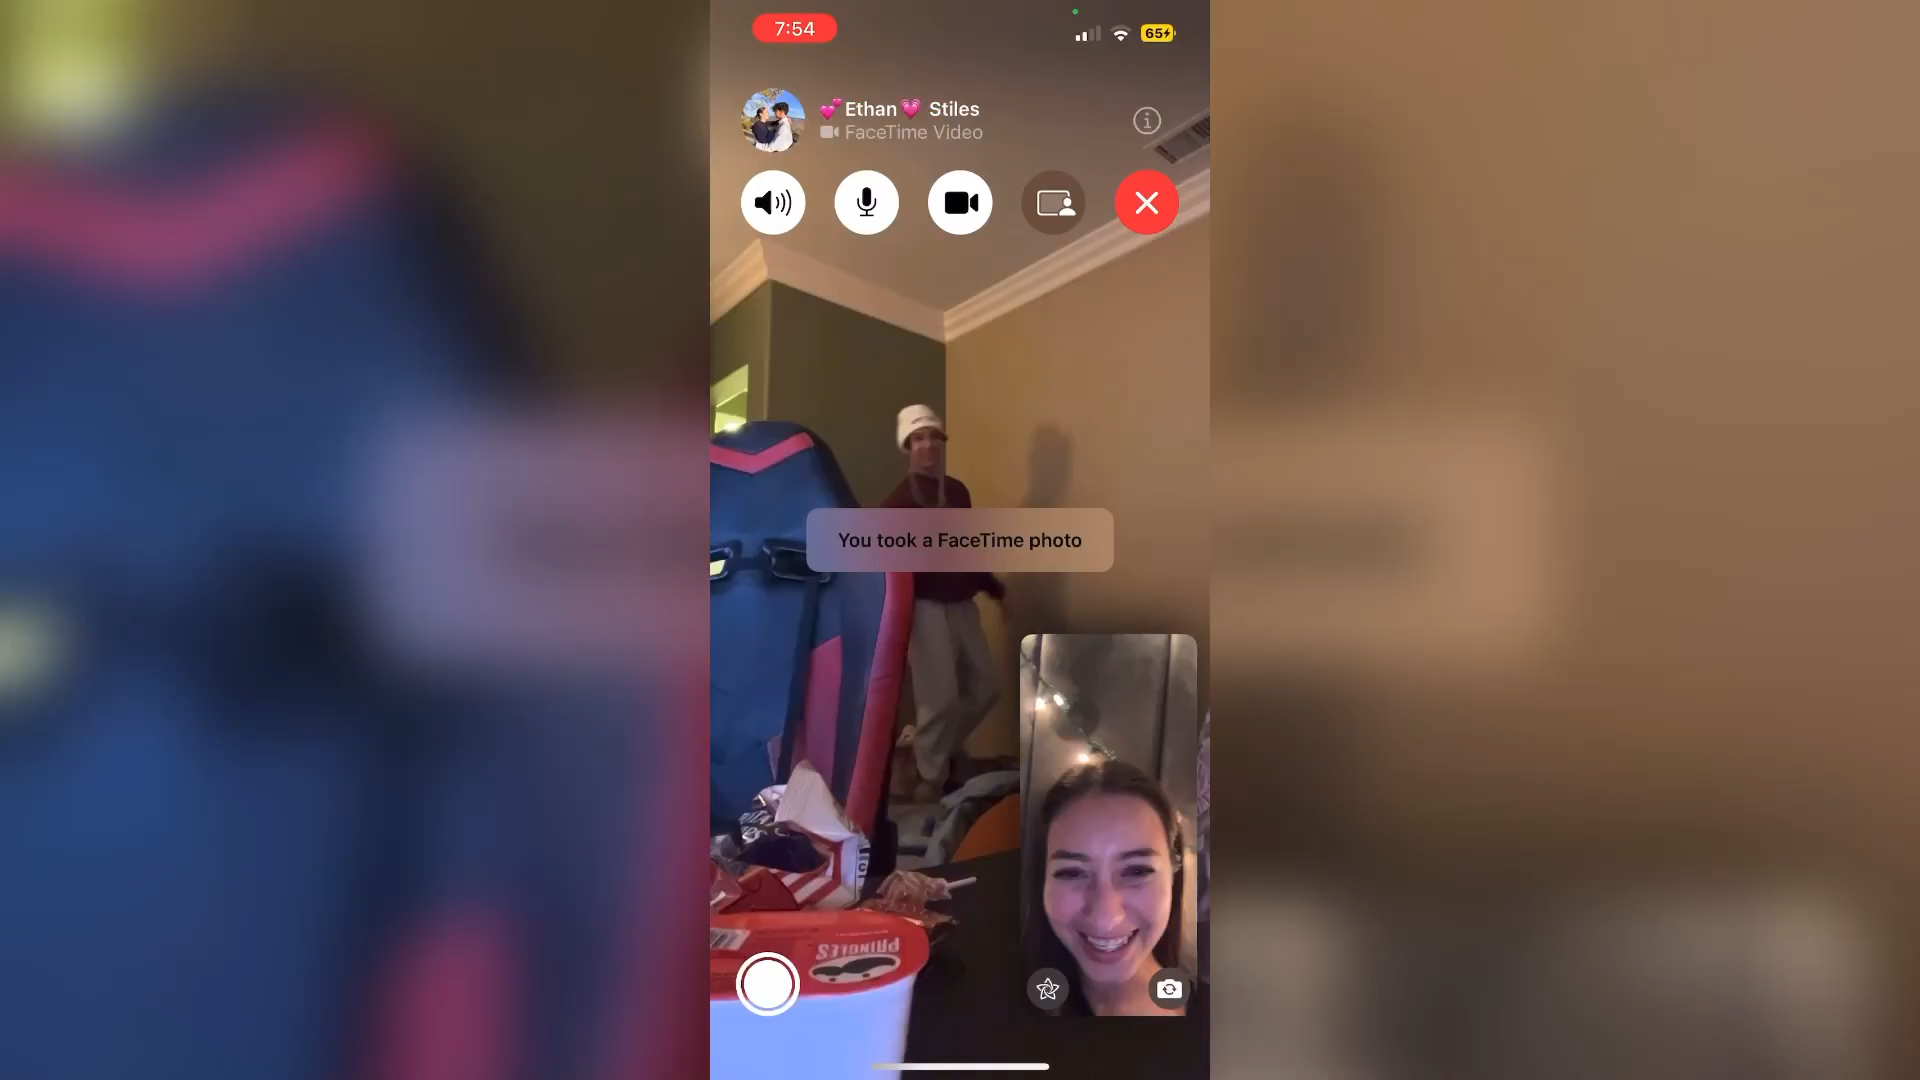 7:54
65
💕Ethan💗 Stiles
FaceTime Video
You took a FaceTime photo
PRINGLES